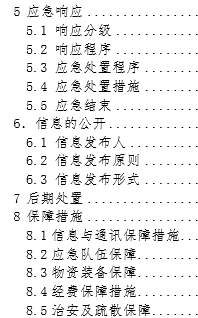 5 应急响应..............
5.1 响应分级..........
5.2 响应程序..........
5.3 应急处置程序.......
5.4 应急处置措施.......
5.5 应急结束..........
6．信息的公开...........
6.1 信息发布人.........
6.2 信息发布原则.......
6.3 信息发布形式.......
7 后期处置..............
8 保障措施..............
8.1信息与通讯保障措施...
8.2应急队伍保障........
8.3物资装备保障........
8.4经费保障措施........
8.5治安及疏散保障......